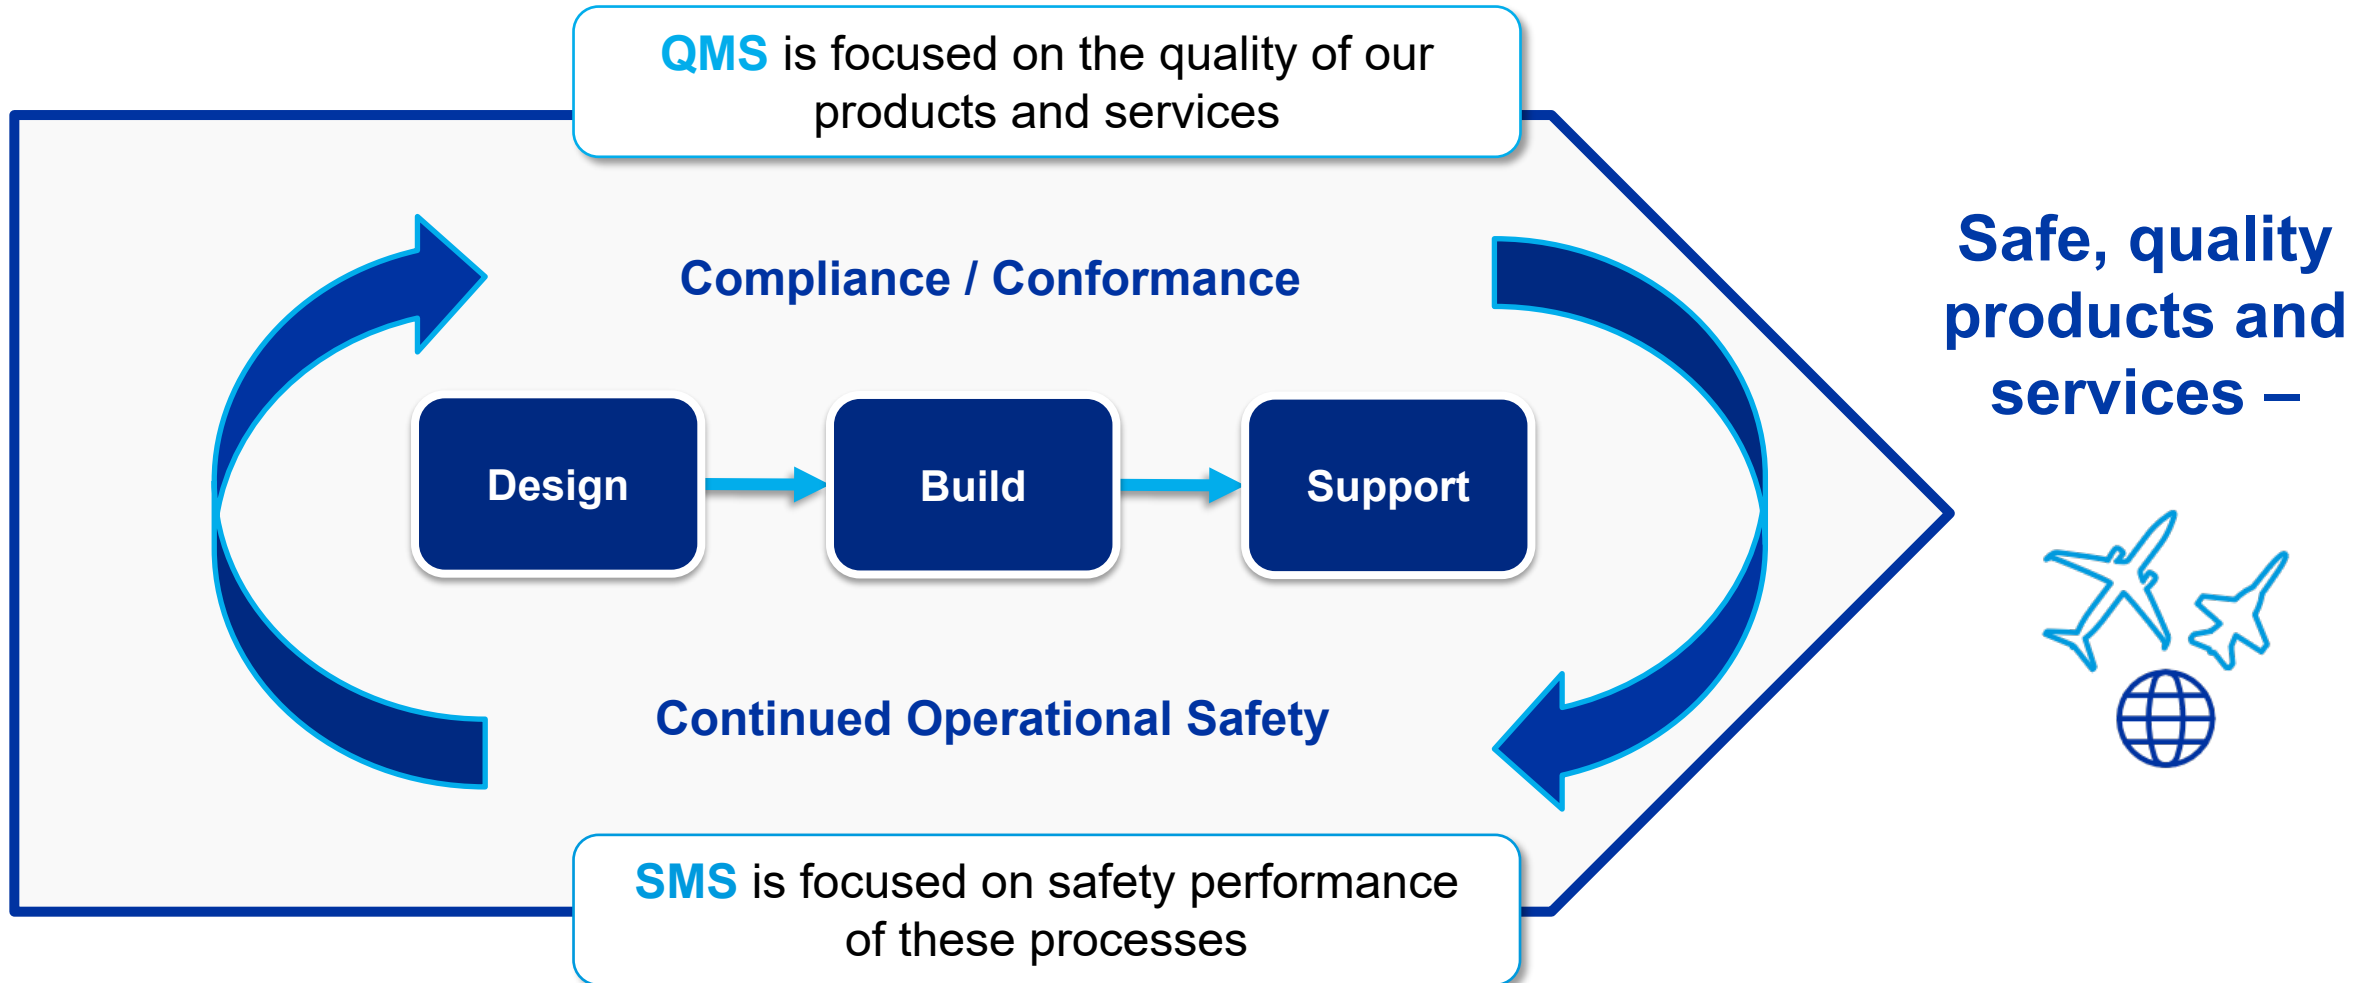 QMS is focused on the quality of our
products and services
Compliance / Conformance
Safe, quality
products and
services –
Design
Build
Support
Continued Operational Safety
SMS is focused on safety performance
of these processes